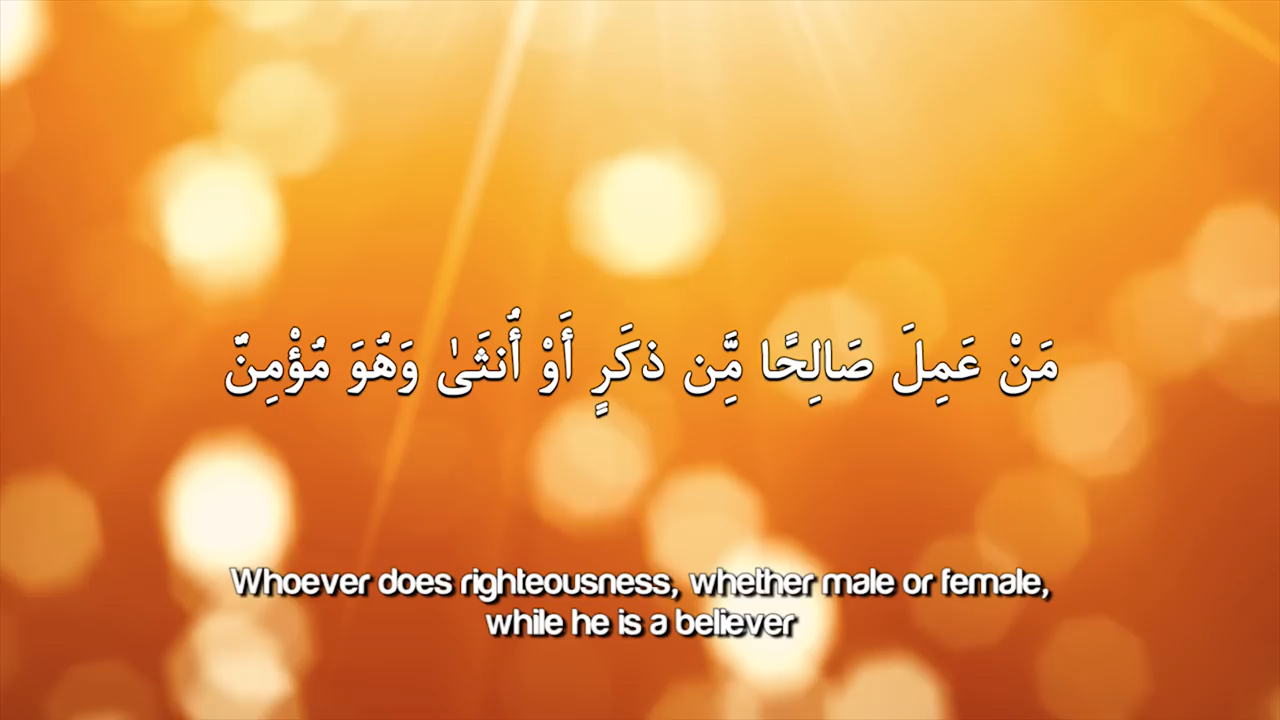 مَنْ عَمِلَ صَالِحًا مِّن ذَكَرٍ أَوْ أُنثَىٰ وَهُوَ مُؤْمِنٌ
Whoever does righteousness, whether male or female,
while he is a believer